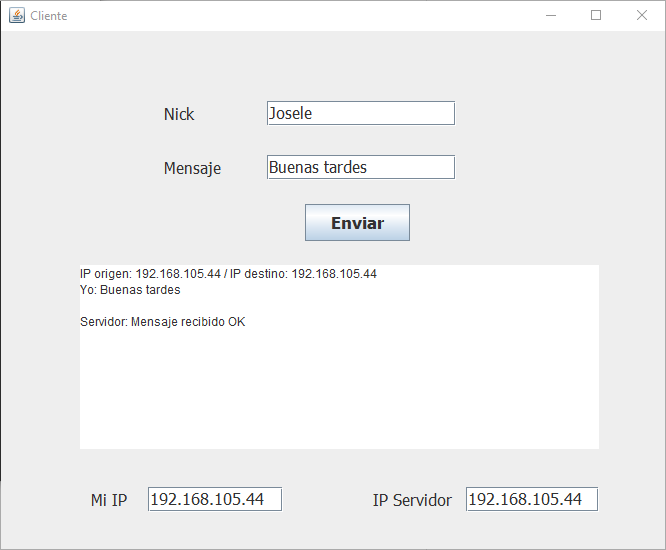 Cliente
Nick Josele
Mensaje Buenas tardes
Enviar
IP origen: 192.168.105.44 / IP destino: 192.168.105.44
Yo: Buenas tardes
Servidor: Mensaje recibido OK
Mi IP 192.168.105.44 IP Servidor 192.168.105.44